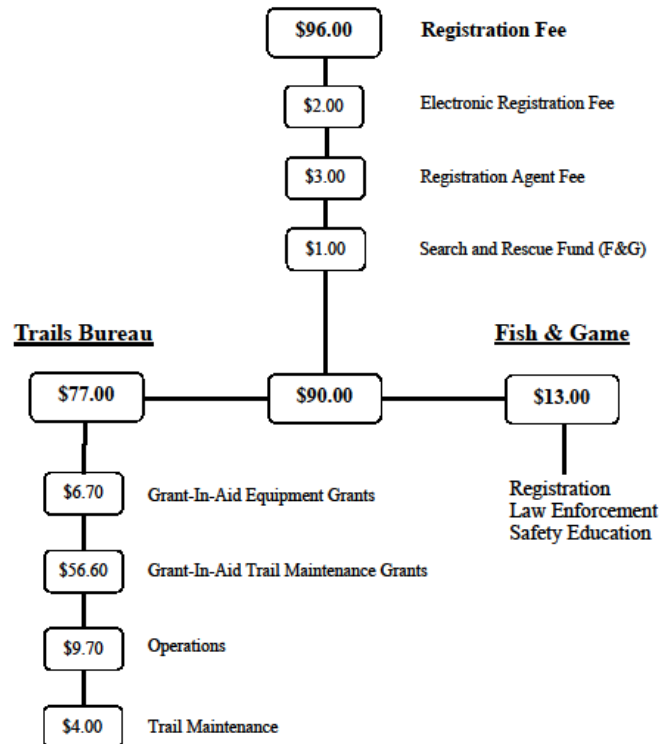 $96.00 Registration Fee
$2.00 Electronic Registration Fee
$3.00 Registration Agent Fee
$1.00 Search and Rescue Fund (F&G)
Trails Bureau Fish & Game
$77.00 $90.00 $13.00
$6.70 Grant-In-Aid Equipment Grants
Registration
Law Enforcement
Safety Education
$56.60 Grant-In-Aid Trail Maintenance Grants
$9.70 Operations
$4.00 Trail Maintenance